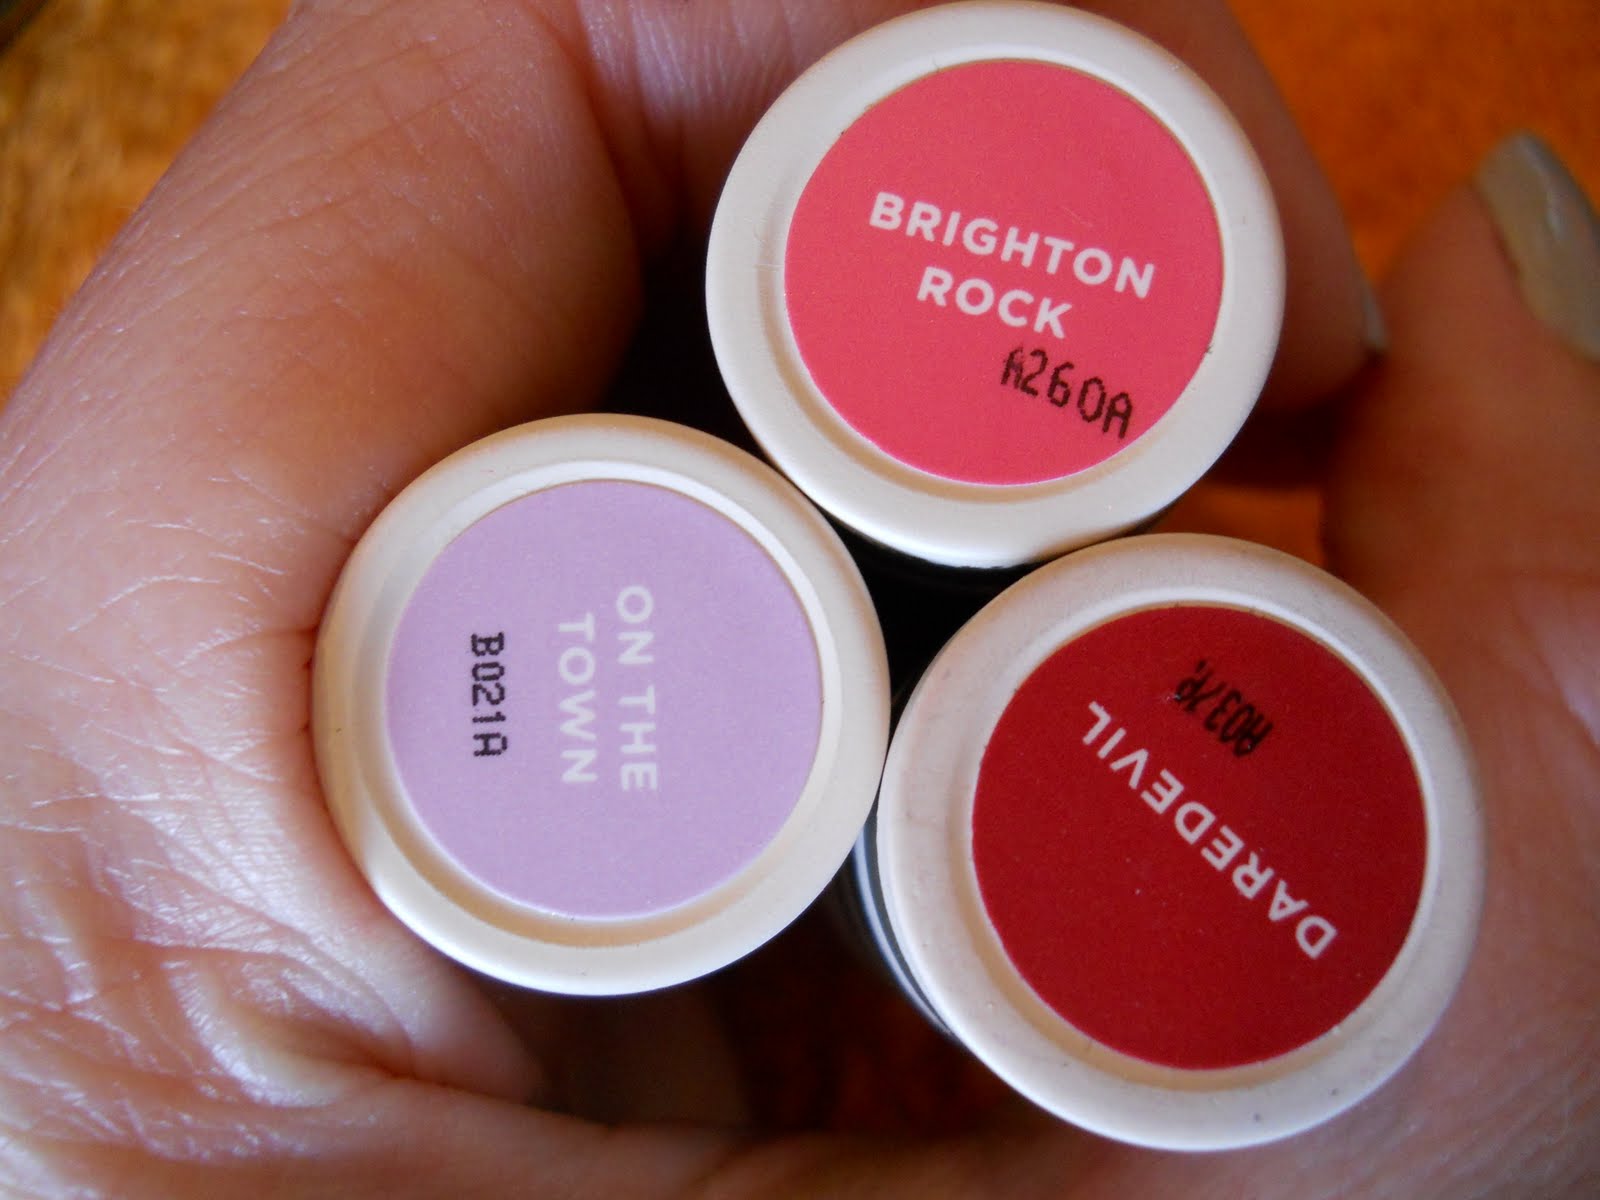 BRIGHTON
ROCK
A260A
ON THE
TOWN
B021A
DAREDEVIL